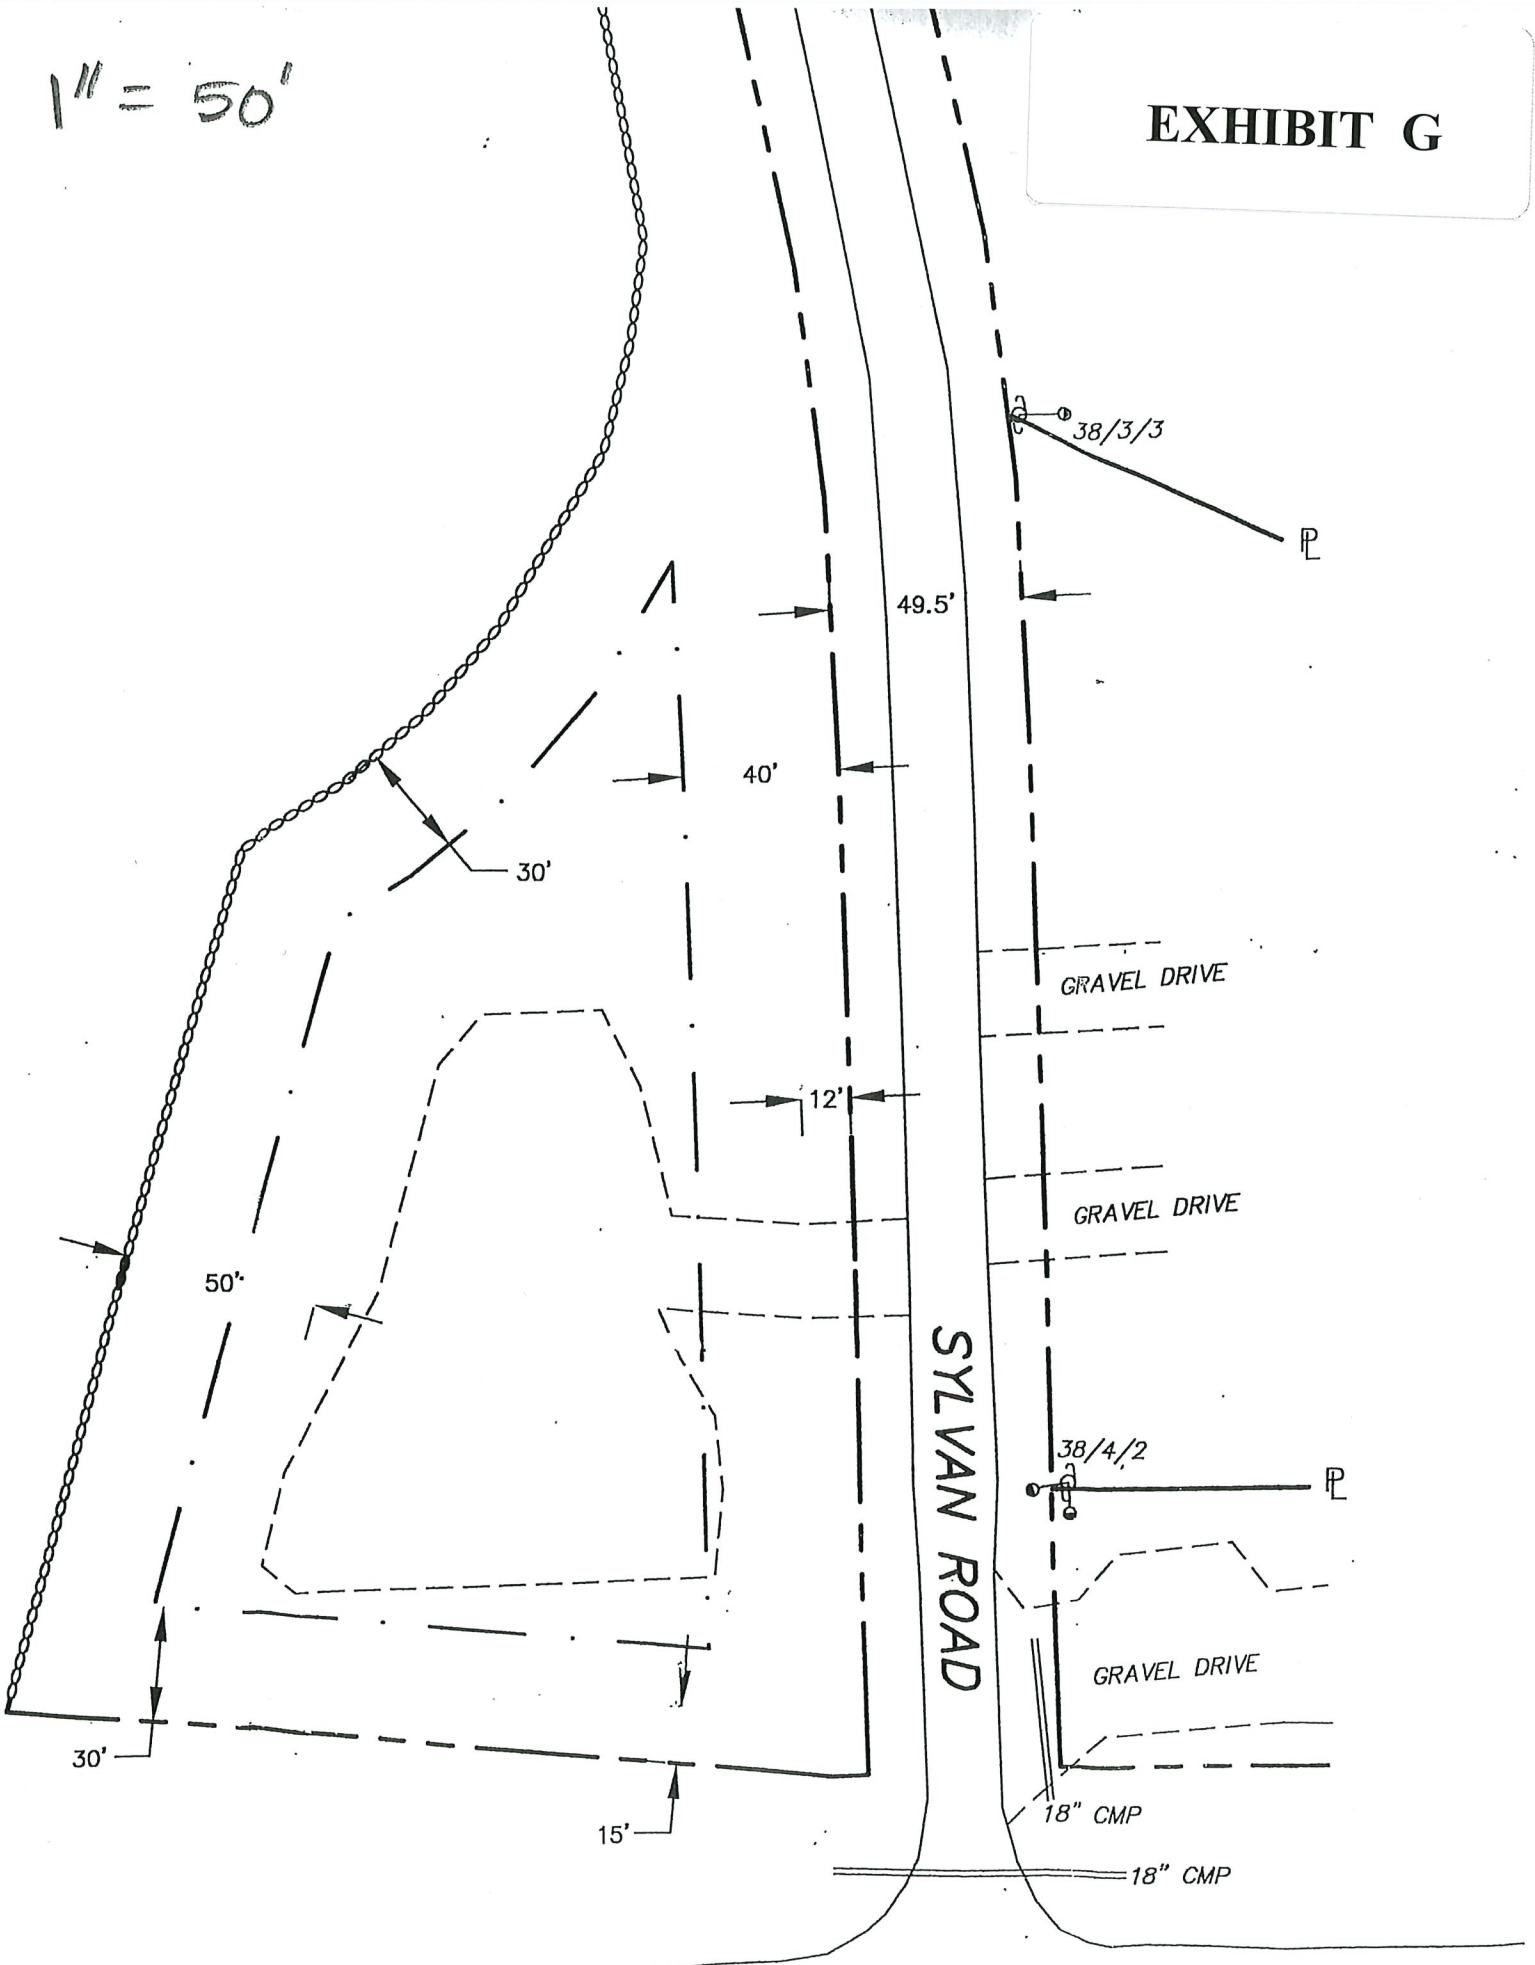 1" = 50'
EXHIBIT G
38/3/3
PL
49.5'
40'
30'
GRAVEL DRIVE
12'
GRAVEL DRIVE
50'
SYLVAN ROAD
38/4/2
PL
GRAVEL DRIVE
30'
18" CMP
15'
18" CMP